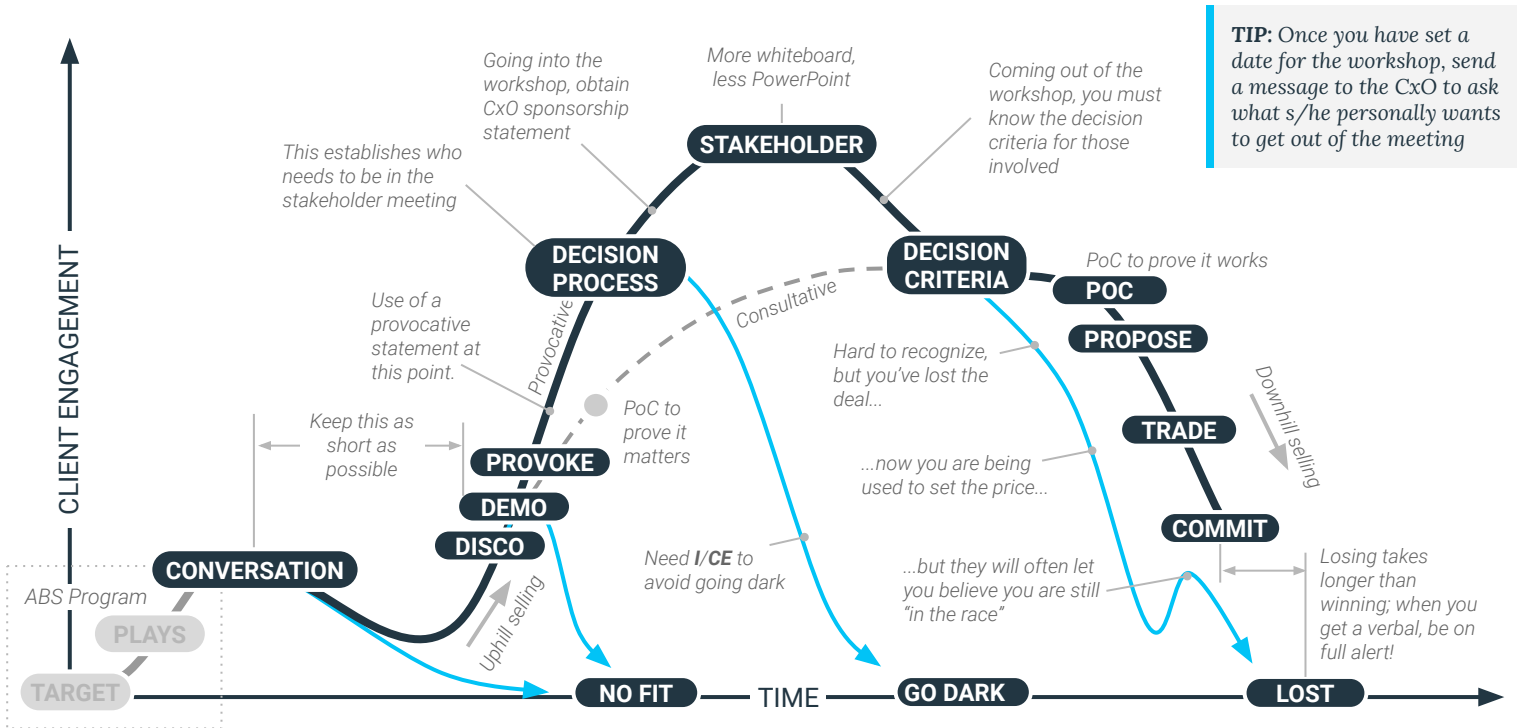 TIP: Once you have set a
date for the workshop, send
a message to the CxO to ask
what s/he personally wants
to get out of the meeting
Going into the
workshop, obtain
CxO sponsorship
statement
More whiteboard,
less PowerPoint
Coming out of the
workshop, you must
know the decision
criteria for those
involved
This establishes who
needs to be in the
stakeholder meeting
STAKEHOLDER
DECISION
PROCESS
DECISION
CRITERIA
PoC to prove it works
POC
PROPOSE
Use of a
provocative
statement at
this point.
Provocative
Consultative
Hard to recognize,
but you've lost the
deal...
Downhill selling
CLIENT ENGAGEMENT
Keep this as
short as
possible
PoC to
prove it
matters
PROVOKE
TRADE
...now you are being
used to set the price...
DEMO
DISCO
COMMIT
CONVERSATION
Need I/CE to
avoid going dark
...but they will often let
you believe you are still
"in the race"
Losing takes
longer than
winning; when you
get a verbal, be on
full alert!
ABS Program
PLAYS
Uphill selling
TARGET
NO FIT
TIME
GO DARK
LOST